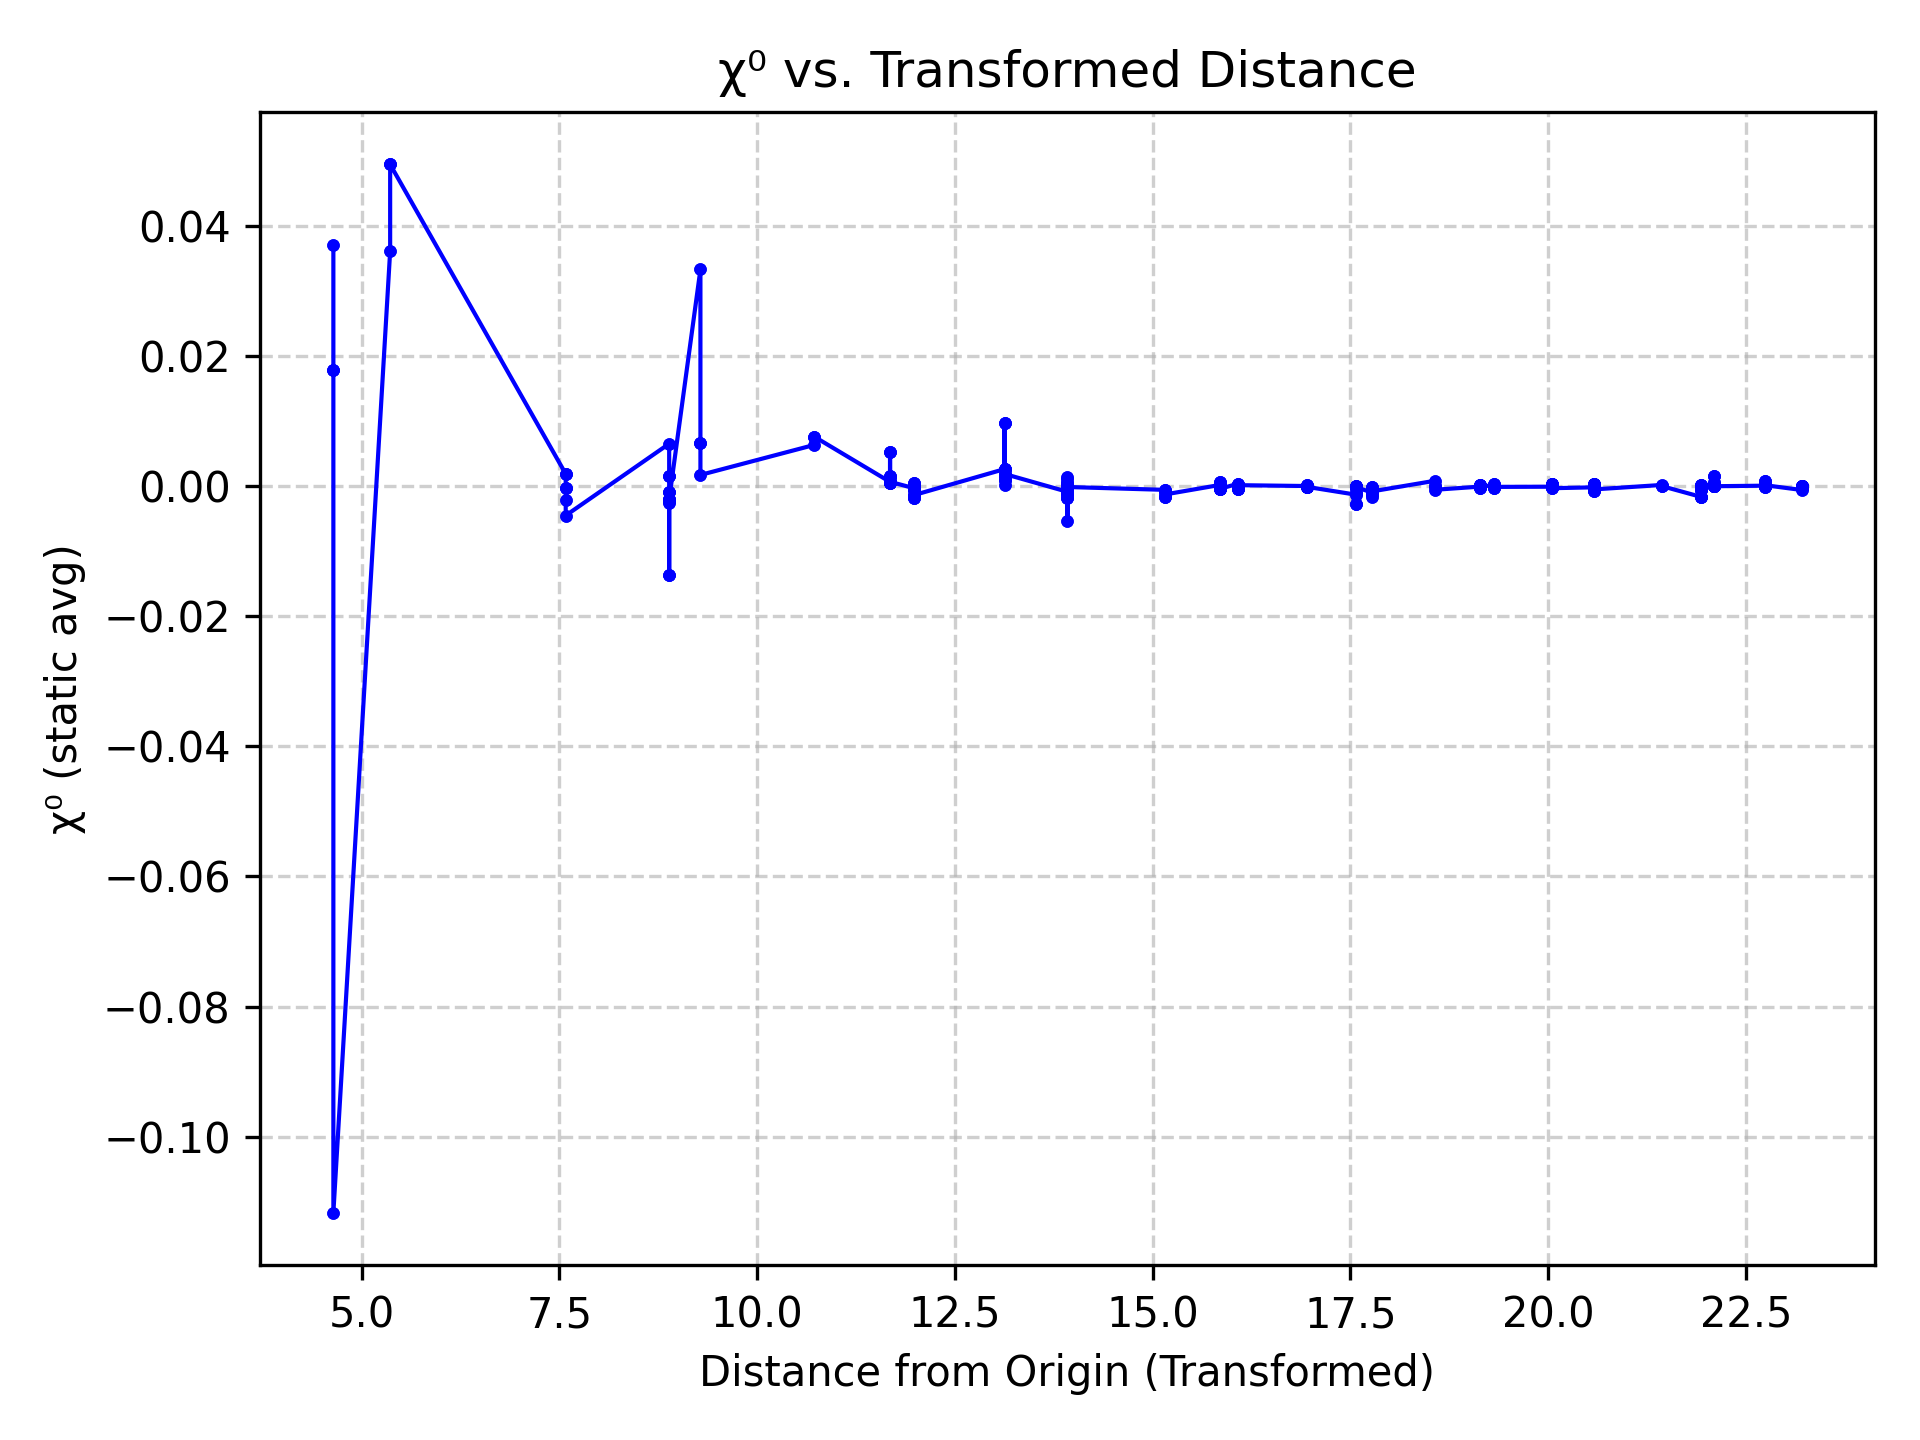 χ⁰ vs. Transformed Distance
χ⁰ (static avg)
0.04
0.02
0.00
−0.02
−0.04
−0.06
−0.08
−0.10
5.0 7.5 10.0 12.5 15.0 17.5 20.0 22.5
Distance from Origin (Transformed)